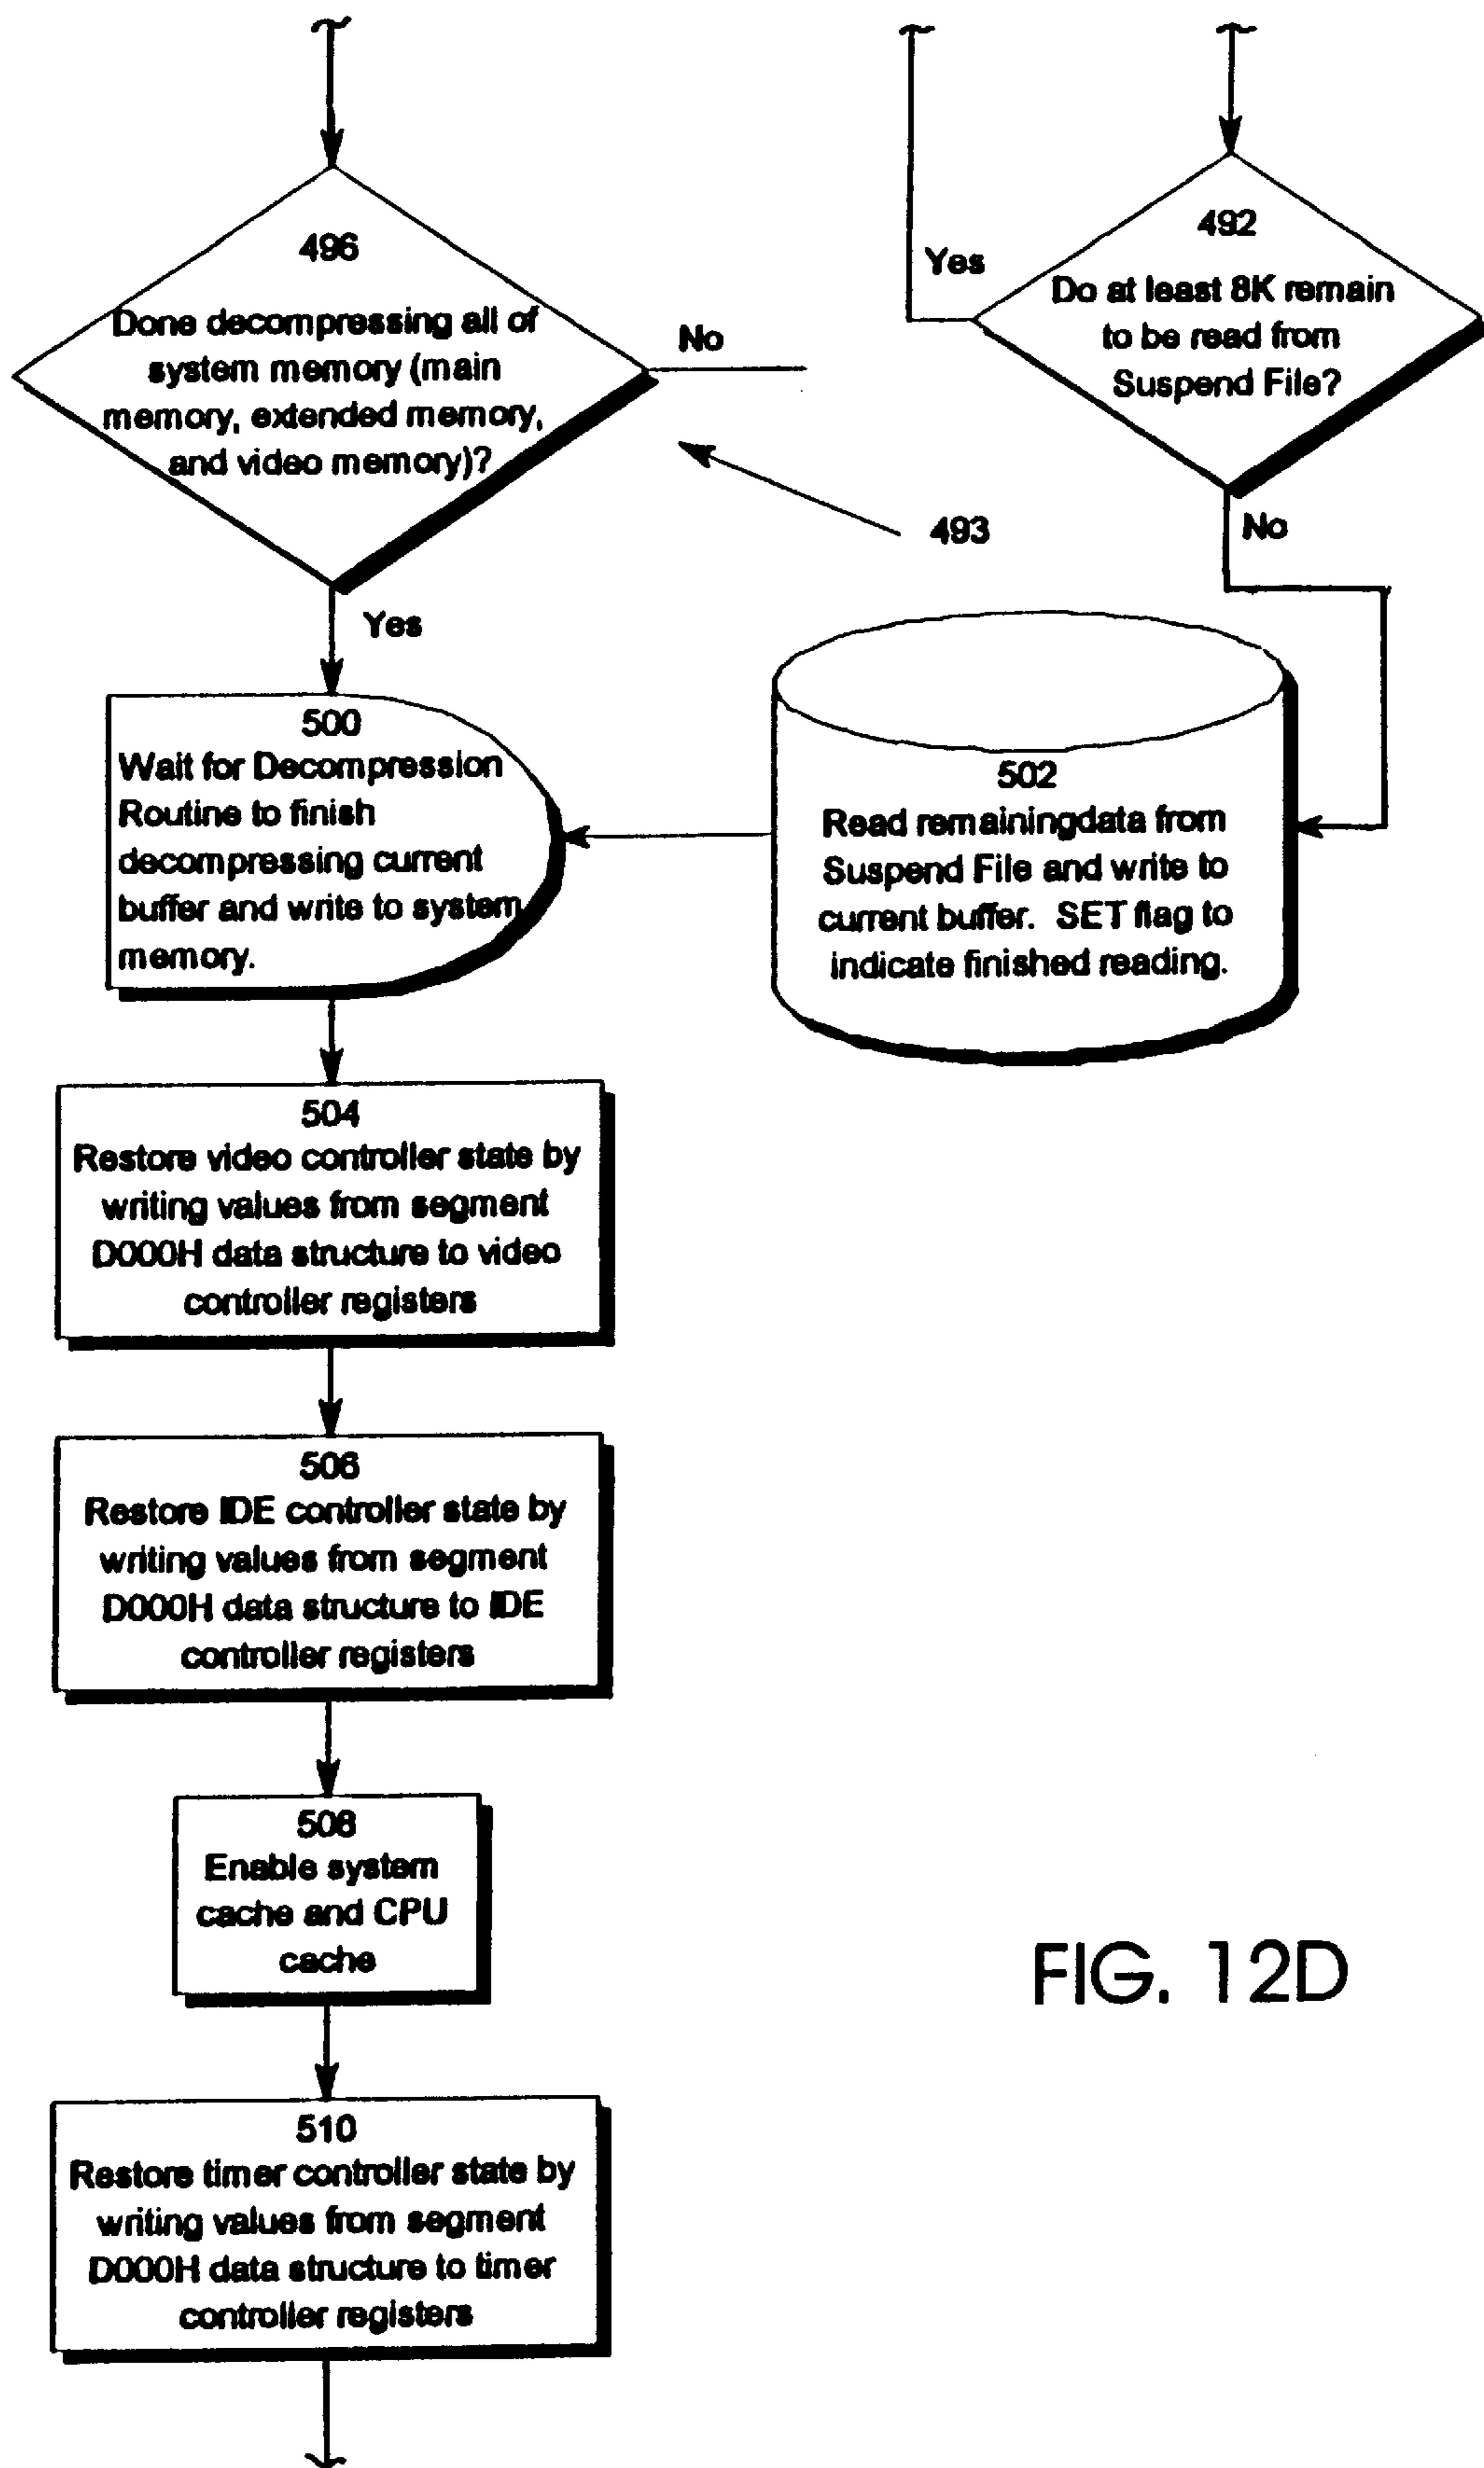 496
Done decompressing all of
system memory (main
memory, extended memory,
and video memory)?
No
Yes
492
Do at least 8K remain
to be read from
Suspend File?
Yes
No
493
500
Wait for Decompression
Routine to finish
decompressing current
buffer and write to system
memory.
502
Read remainingdata from
Suspend File and write to
current buffer. SET flag to
indicate finished reading.
504
Restore video controller state by
writing values from segment
D000H data structure to video
controller registers
506
Restore IDE controller state by
writing values from segment
D000H data structure to IDE
controller registers
508
Enable system
cache and CPU
cache
510
Restore timer controller state by
writing values from segment
D000H data structure to timer
controller registers
FIG. 12D